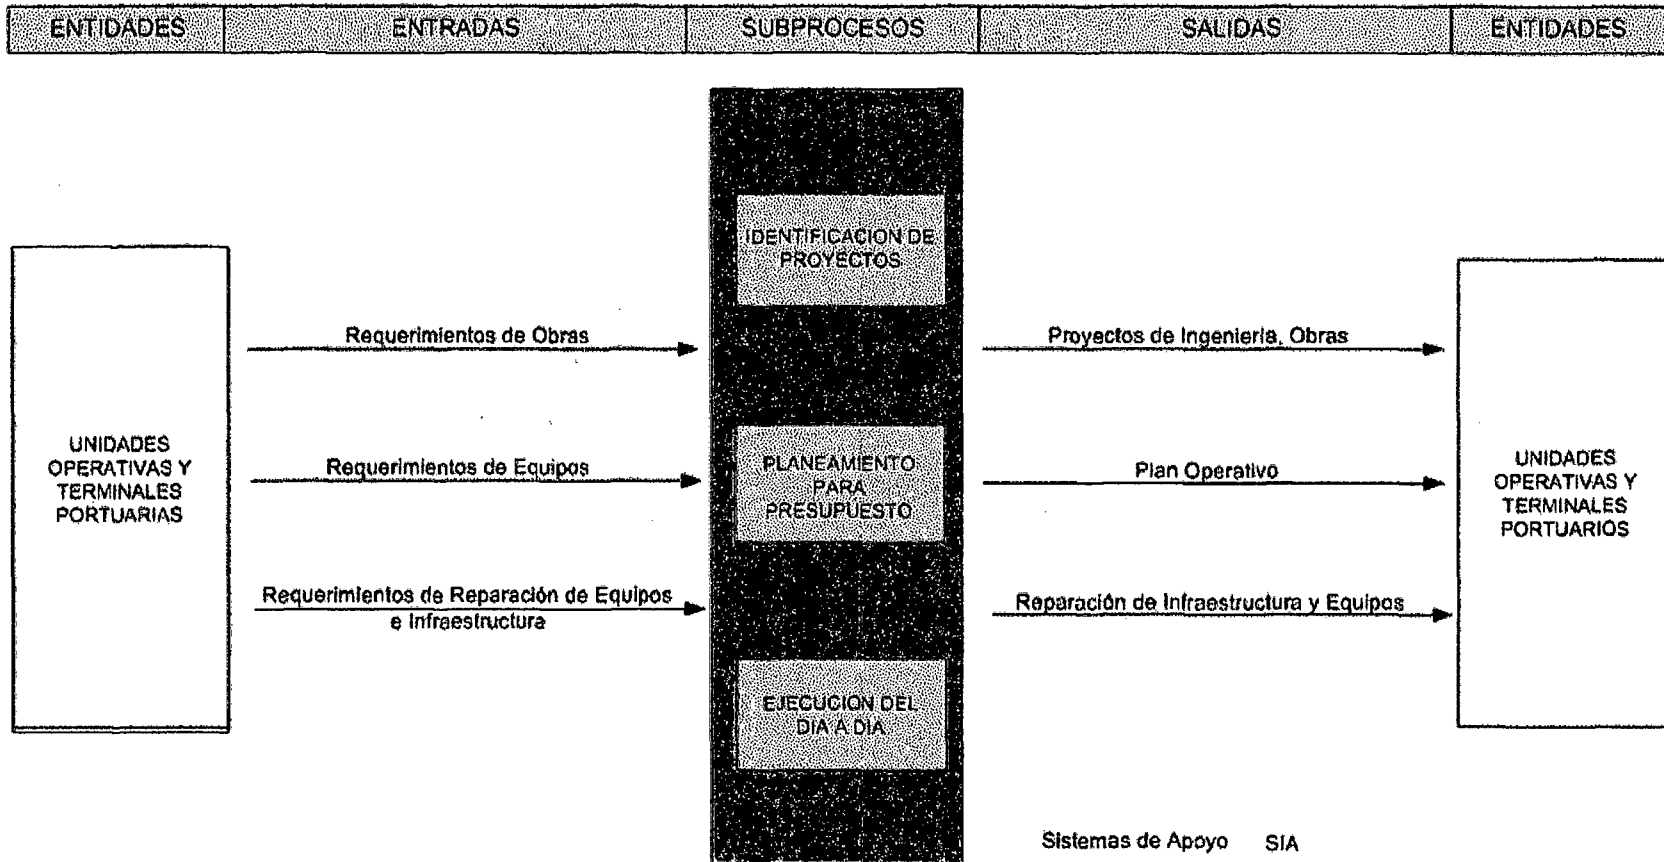 ENTIDADES ENTRADAS SUBPROCESOS SALIDAS ENTIDADES
IDENTIFICACION DE
PROYECTOS
Requerimientos de Obras
Proyectos de Ingeniería, Obras
UNIDADES
OPERATIVAS Y
TERMINALES
PORTUARIAS
Requerimientos de Equipos
PLANEAMIENTO
PARA
PRESUPUESTO
Plan Operativo
UNIDADES
OPERATIVAS Y
TERMINALES
PORTUARIOS
Requerimientos de Reparación de Equipos
e Infraestructura
Reparación de Infraestructura y Equipos
EJECUCION DEL
DIA A DIA
Sistemas de Apoyo SIA